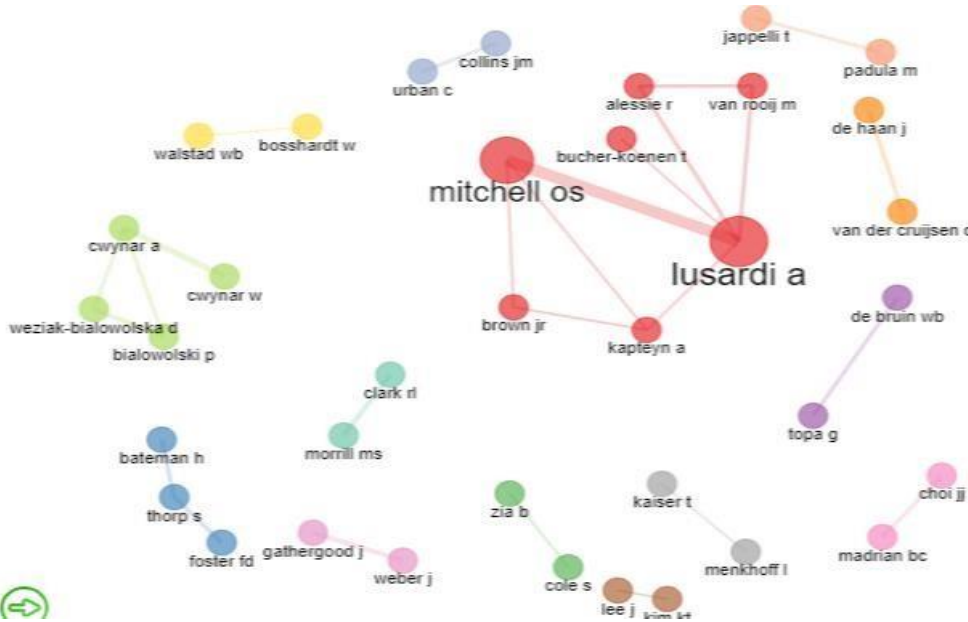 jappelli t
collins jm
padula m
urban c
alessie r
van rooij m
de haan j
walstad wb
bosshardt w
bucher-koenen t
mitchell os
van der cruijsen c
cwynar a
lusardi a
cwynar w
de bruin wb
weziak-bialowolska d
brown jr
bialowolski p
kapteyn a
clark rl
topa g
bateman h
morrill ms
choi jj
zia b
kaiser t
thorp s
gathergood j
madrian bc
foster fd
menkhoff l
weber j
cole s
lee j
kim kt